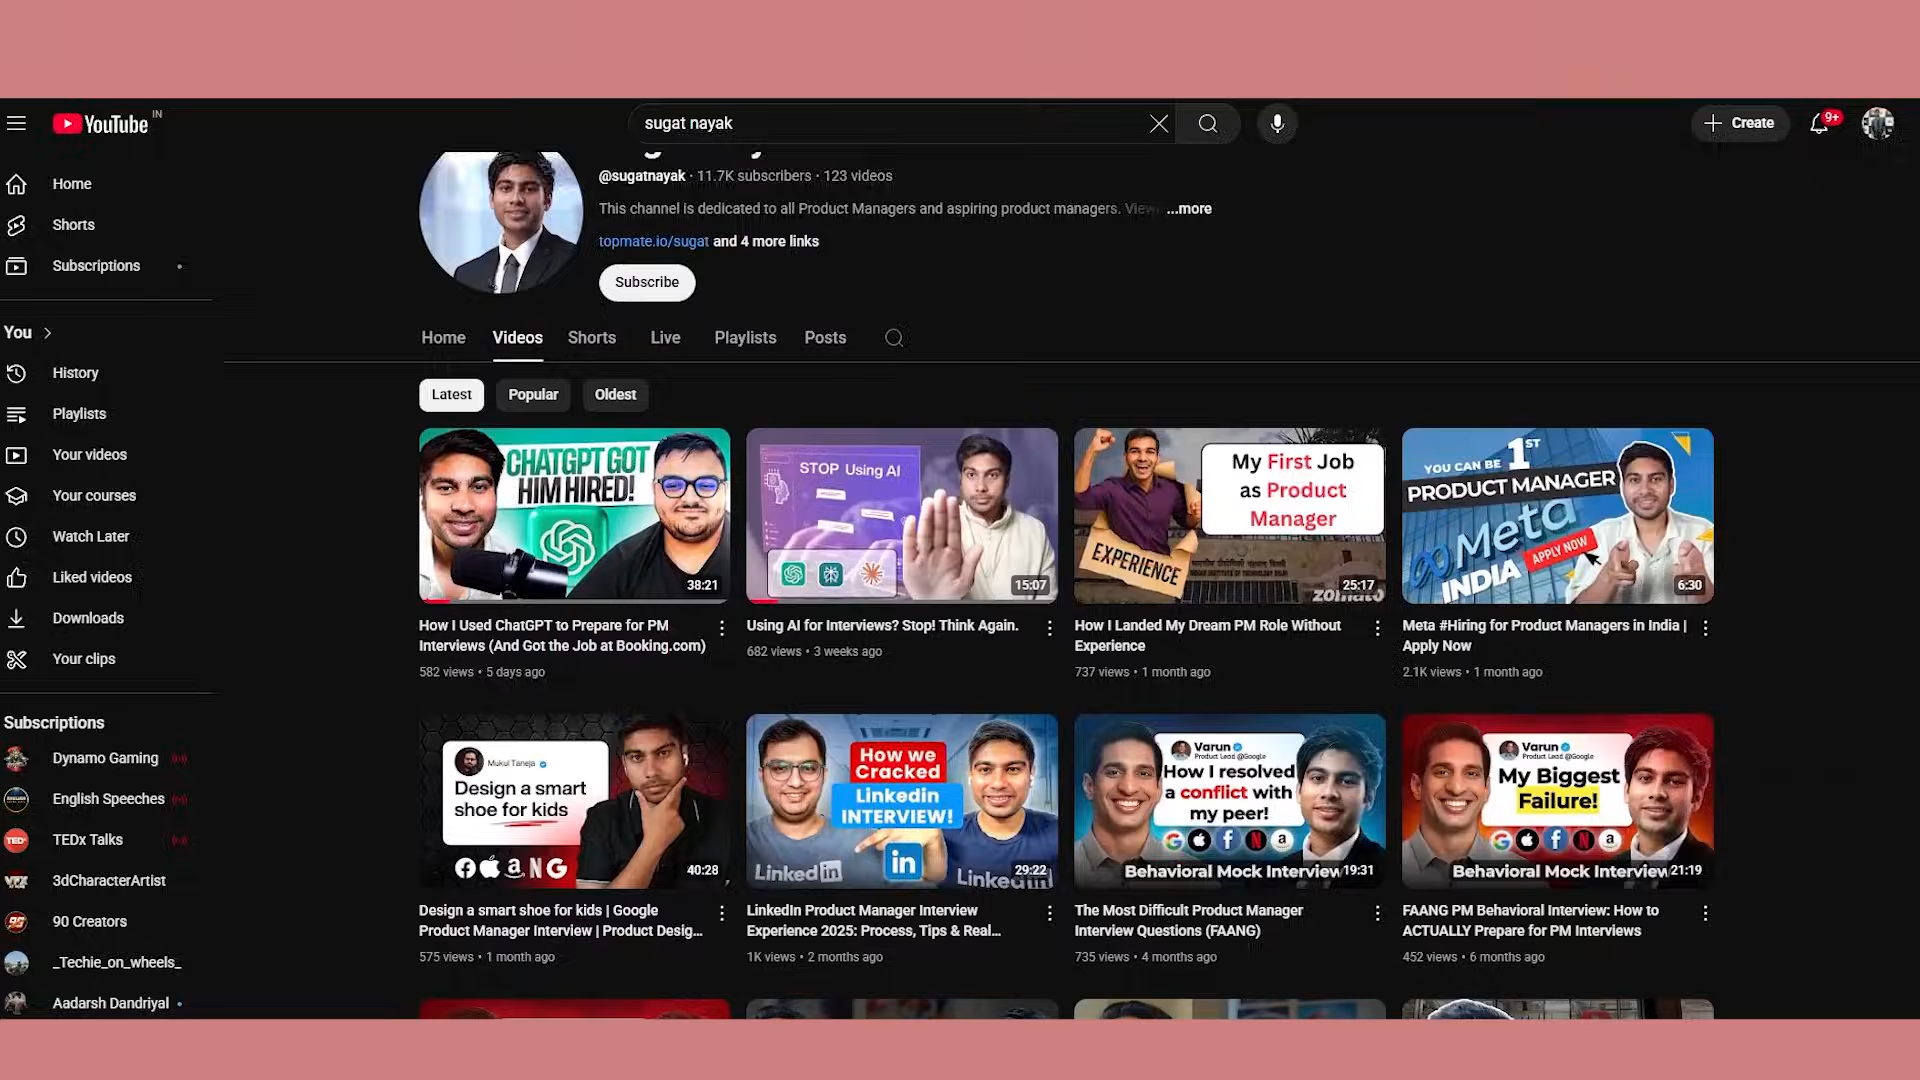 YouTube IN
sugat nayak
Create
9+
Home
Shorts
Subscriptions
You
History
Playlists
Your videos
Your courses
Watch Later
Liked videos
Downloads
Your clips
Subscriptions
Dynamo Gaming
English Speeches
TED
TEDx Talks
3dCharacterArtist
90 Creators
_Techie_on_wheels_
Aadarsh Dandriyal
@sugatnayak · 11.7K subscribers · 123 videos
This channel is dedicated to all Product Managers and aspiring product managers. View ...more
topmate.io/sugat and 4 more links
Subscribe
Home Videos Shorts Live Playlists Posts
Latest Popular Oldest
CHATGPT GOT
HIM HIRED!
38:21
How I Used ChatGPT to Prepare for PM
Interviews (And Got the Job at Booking.com)
582 views • 5 days ago
STOP Using AI
15:07
Using AI for Interviews? Stop! Think Again.
682 views • 3 weeks ago
My First Job
as Product
Manager
EXPERIENCE
zomato
25:17
How I Landed My Dream PM Role Without
Experience
737 views • 1 month ago
YOU CAN BE 1ST
PRODUCT MANAGER
Meta
APPLY NOW
INDIA
6:30
Meta #Hiring for Product Managers in India |
Apply Now
2.1K views • 1 month ago
Mukul Taneja
Design a smart
shoe for kids
40:28
Design a smart shoe for kids | Google
Product Manager Interview | Product Desig...
575 views • 1 month ago
How we
Cracked
Linkedin
INTERVIEW!
Linked in
in
Linked in
29:22
LinkedIn Product Manager Interview
Experience 2025: Process, Tips & Real...
1K views • 2 months ago
Varun
Product Lead @Google
How I resolved
a conflict with
my peer!
Behavioral Mock Interview
19:31
The Most Difficult Product Manager
Interview Questions (FAANG)
735 views • 4 months ago
Varun
Product Lead @Google
My Biggest
Failure!
Behavioral Mock Interview
21:19
FAANG PM Behavioral Interview: How to
ACTUALLY Prepare for PM Interviews
452 views • 6 months ago